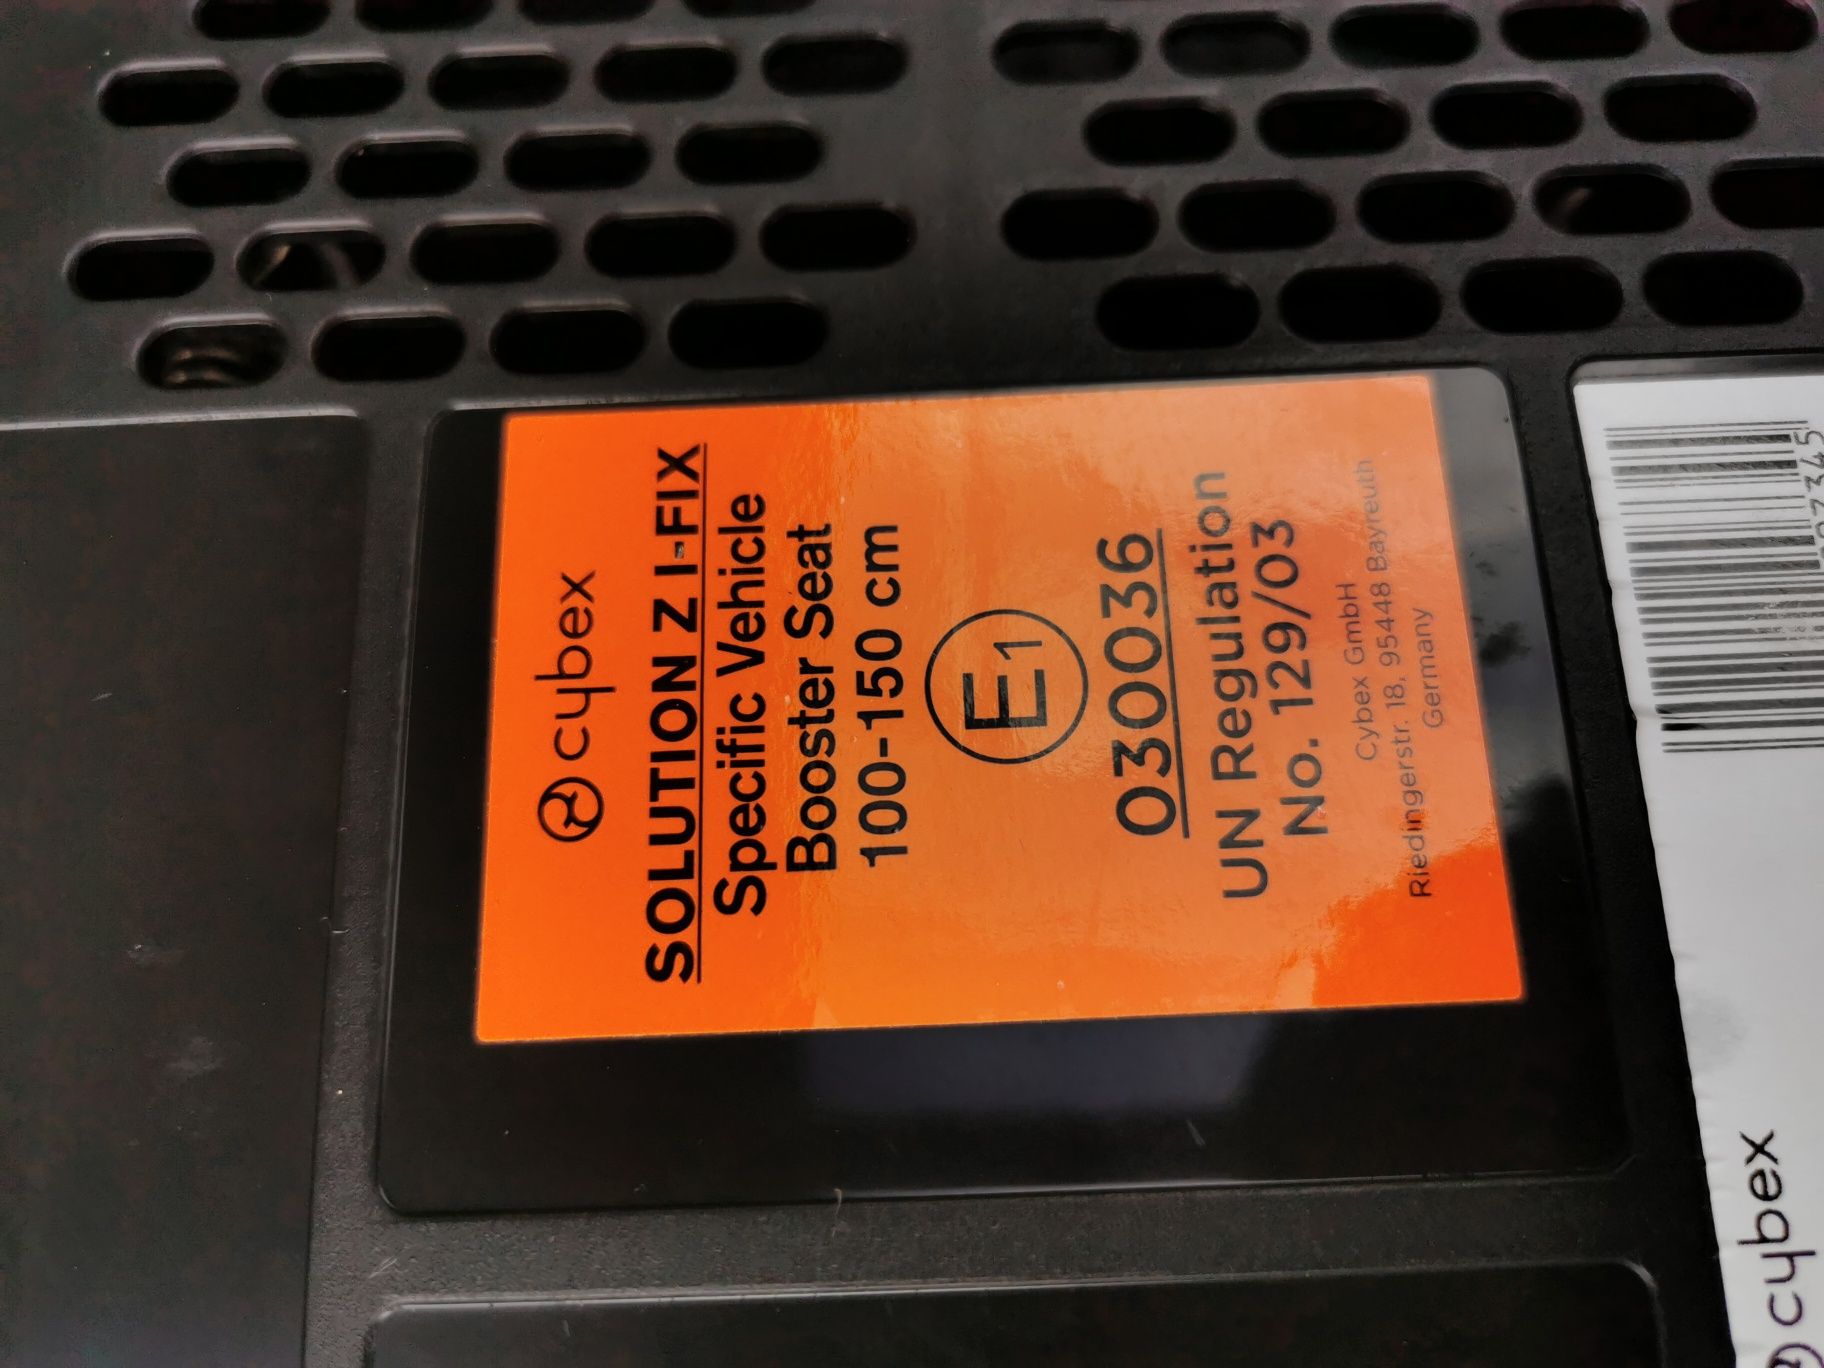 cybex
SOLUTION Z I-FIX
Specific Vehicle
Booster Seat
100-150 cm
E1
030036
UN Regulation
No. 129/03
Cybex GmbH
Riedingerstr. 18, 95448 Bayreuth
Germany
cybex